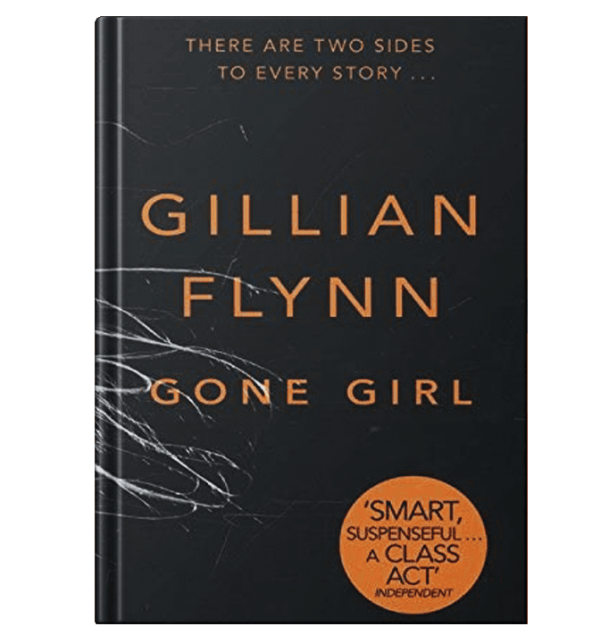 THERE ARE TWO SIDES
TO EVERY STORY ...
GILLIAN
FLYNN
GONE GIRL
'SMART,
SUSPENSEFUL ...
A CLASS
ACT'
INDEPENDENT